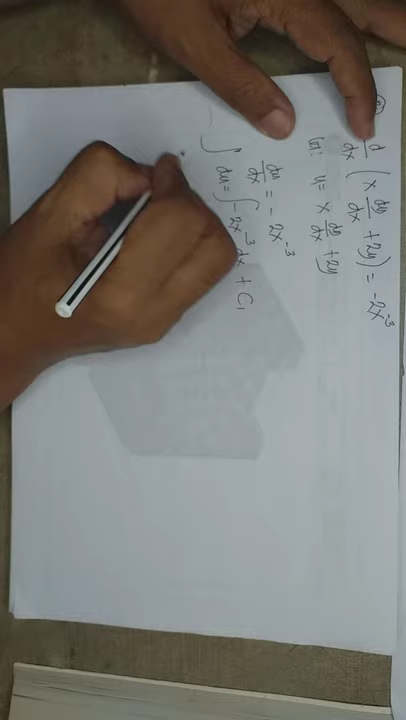 d/dx (x dy/dx + 2y) = -2x⁻³
Let: u = x dy/dx + 2y
du/dx = -2x⁻³
∫ du = ∫ -2x⁻³ dx + C₁